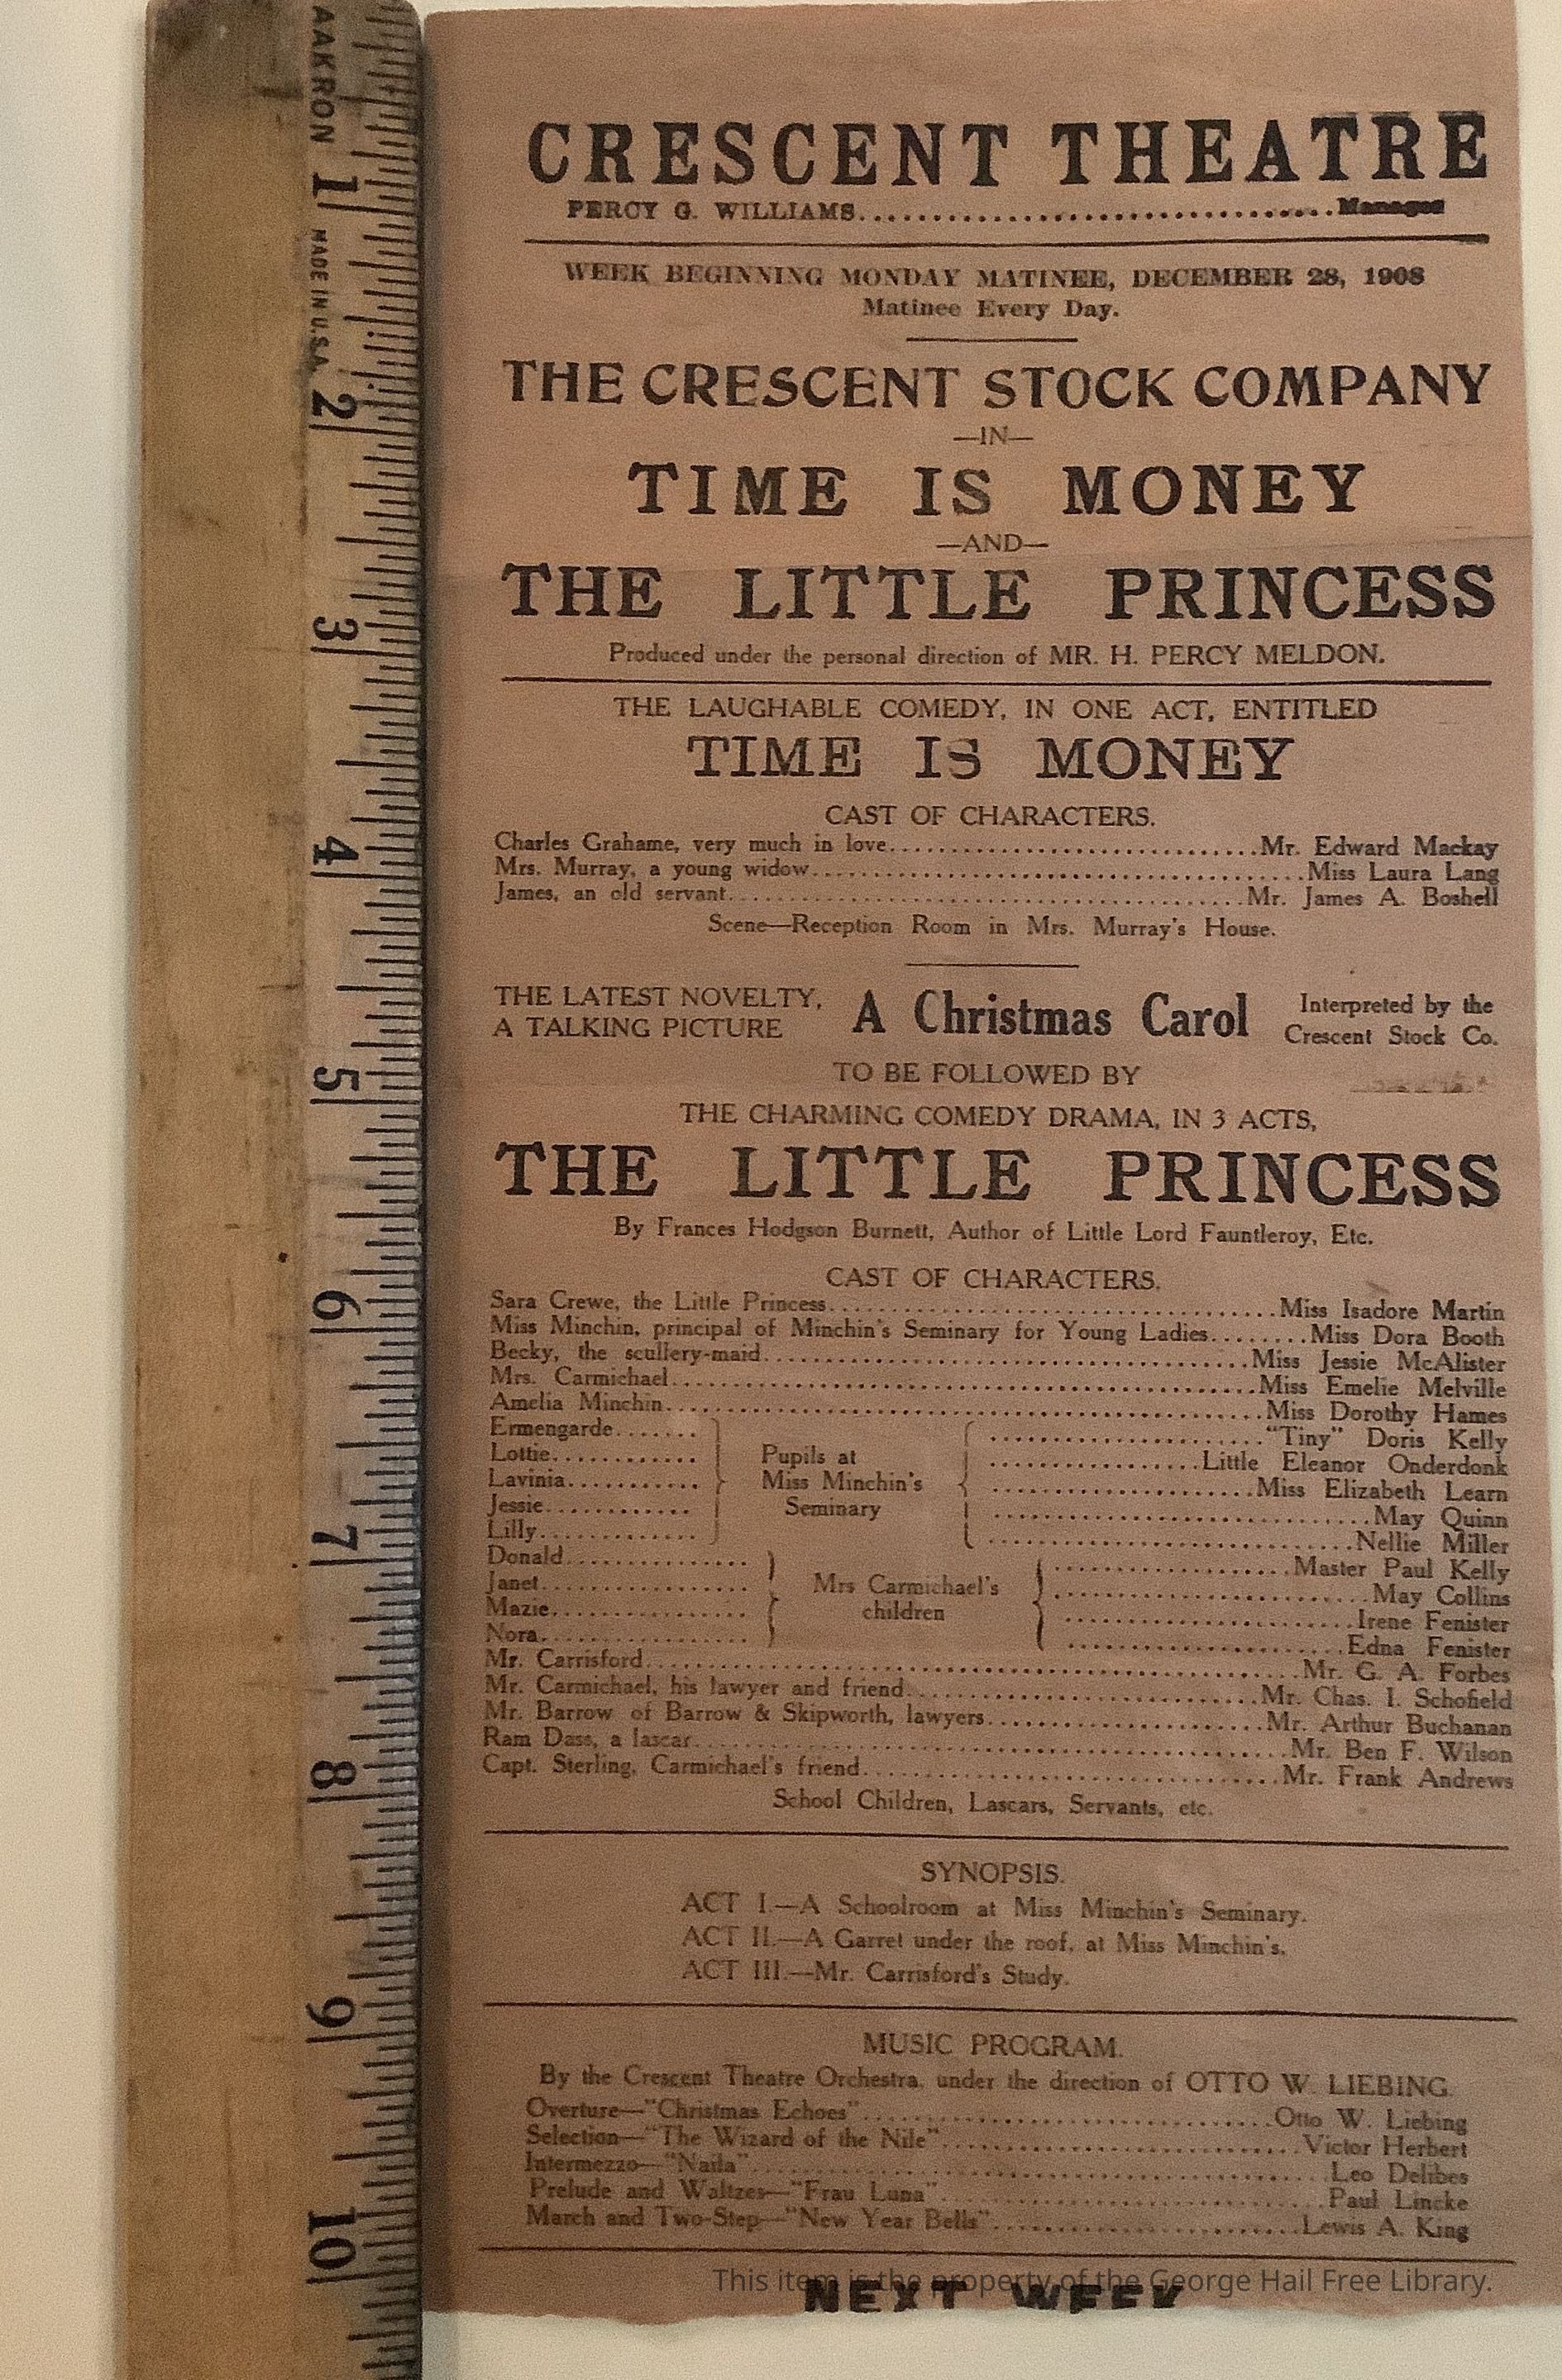 AAKRON
MADE IN U.S.A.
1
2
3
4
5
6
7
8
9
10
CRESCENT THEATRE
PERCY G. WILLIAMS................................Manager
WEEK BEGINNING MONDAY MATINEE, DECEMBER 28, 1908
Matinee Every Day.
THE CRESCENT STOCK COMPANY
—IN—
TIME IS MONEY
—AND—
THE LITTLE PRINCESS
Produced under the personal direction of MR. H. PERCY MELDON.
THE LAUGHABLE COMEDY, IN ONE ACT, ENTITLED
TIME IS MONEY
CAST OF CHARACTERS.
Charles Grahame, very much in love................................Mr. Edward Mackay
Mrs. Murray, a young widow................................Miss Laura Lang
James, an old servant................................Mr. James A. Boshell
Scene—Reception Room in Mrs. Murray's House.
THE LATEST NOVELTY, A TALKING PICTURE
A Christmas Carol
Interpreted by the Crescent Stock Co.
TO BE FOLLOWED BY
THE CHARMING COMEDY DRAMA, IN 3 ACTS,
THE LITTLE PRINCESS
By Frances Hodgson Burnett, Author of Little Lord Fauntleroy, Etc.
CAST OF CHARACTERS.
Sara Crewe, the Little Princess................................Miss Isadore Martin
Miss Minchin, principal of Minchin's Seminary for Young Ladies........Miss Dora Booth
Becky, the scullery-maid................................Miss Jessie McAlister
Mrs. Carmichael................................Miss Emelie Melville
Amelia Minchin................................Miss Dorothy Hames
Ermengarde................................"Tiny" Doris Kelly
Lottie............ Pupils at ....................Little Eleanor Onderdonk
Lavinia............ Miss Minchin's ....................Miss Elizabeth Learn
Jessie............ Seminary ....................May Quinn
Lilly................................Nellie Miller
Donald................................Master Paul Kelly
Janet............ Mrs Carmichael's ....................May Collins
Mazie............ children ....................Irene Fenister
Nora................................Edna Fenister
Mr. Carrisford................................Mr. G. A. Forbes
Mr. Carmichael, his lawyer and friend................................Mr. Chas. I. Schofield
Mr. Barrow of Barrow & Skipworth, lawyers........................Mr. Arthur Buchanan
Ram Dass, a lascar................................Mr. Ben F. Wilson
Capt. Sterling, Carmichael's friend................................Mr. Frank Andrews
School Children, Lascars, Servants, etc.
SYNOPSIS.
ACT I.—A Schoolroom at Miss Minchin's Seminary.
ACT II.—A Garret under the roof, at Miss Minchin's.
ACT III.—Mr. Carrisford's Study.
MUSIC PROGRAM.
By the Crescent Theatre Orchestra, under the direction of OTTO W. LIEBING.
Overture—"Christmas Echoes"................................Otto W. Liebing
Selection—"The Wizard of the Nile"................................Victor Herbert
Intermezzo—"Naila"................................Leo Delibes
Prelude and Waltzes—"Frau Luna"................................Paul Lincke
March and Two-Step—"New Year Bells"................................Lewis A. King
NEXT WEEK
This item is the property of the George Hail Free Library.